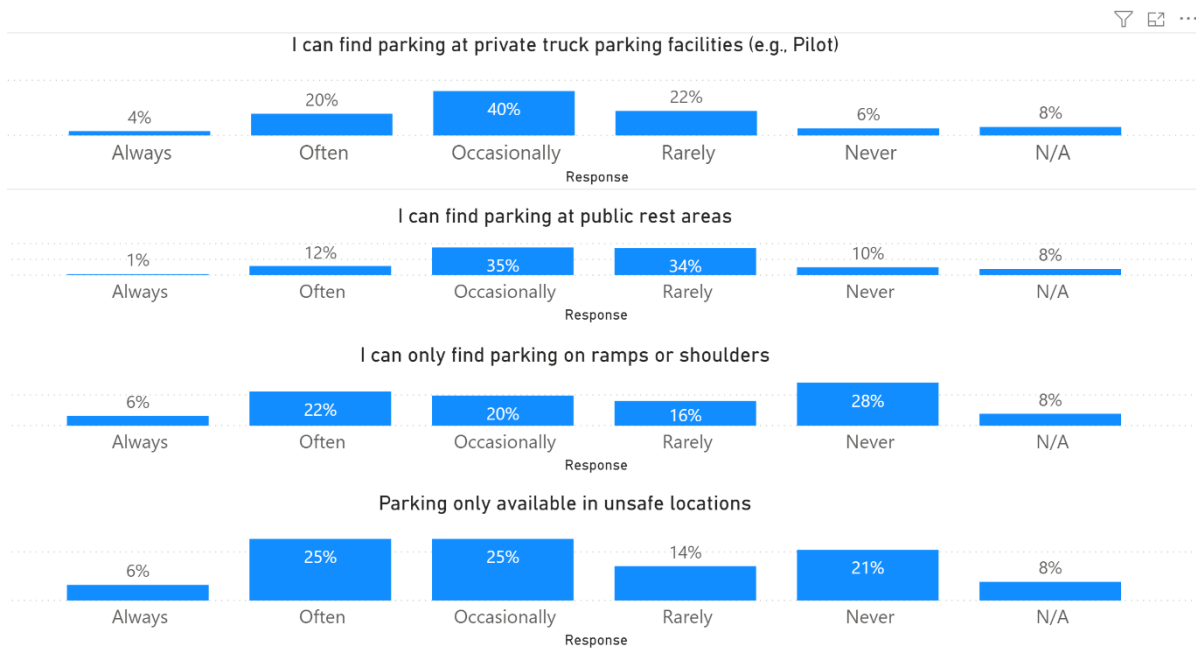 I can find parking at private truck parking facilities (e.g., Pilot)
4% 20% 40% 22% 6% 8%
Always Often Occasionally Rarely Never N/A
Response
I can find parking at public rest areas
1% 12% 35% 34% 10% 8%
Always Often Occasionally Rarely Never N/A
Response
I can only find parking on ramps or shoulders
6% 22% 20% 16% 28% 8%
Always Often Occasionally Rarely Never N/A
Response
Parking only available in unsafe locations
6% 25% 25% 14% 21% 8%
Always Often Occasionally Rarely Never N/A
Response